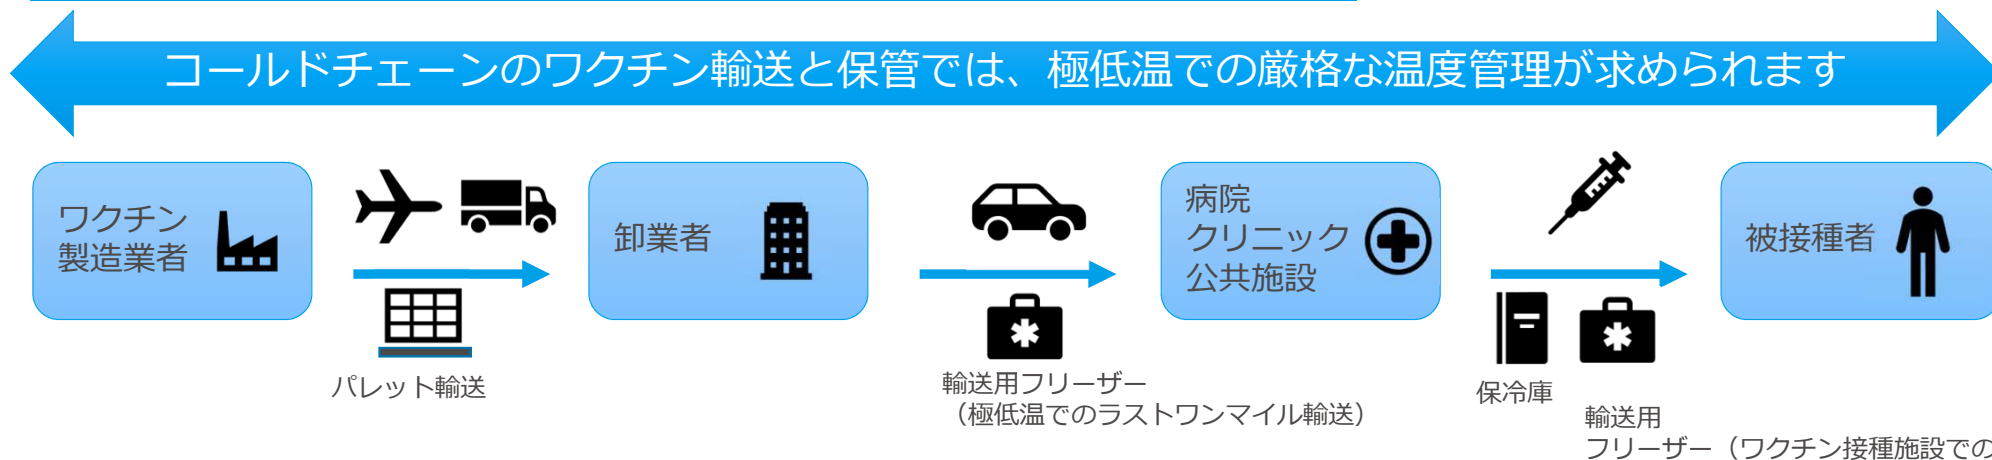 コールドチェーンのワクチン輸送と保管では、極低温での厳格な温度管理が求められます
ワクチン
製造業者
卸業者
病院
クリニック
公共施設
被接種者
パレット輸送
輸送用フリーザー
（極低温でのラストワンマイル輸送）
保冷庫
輸送用
フリーザー（ワクチン接種施設での